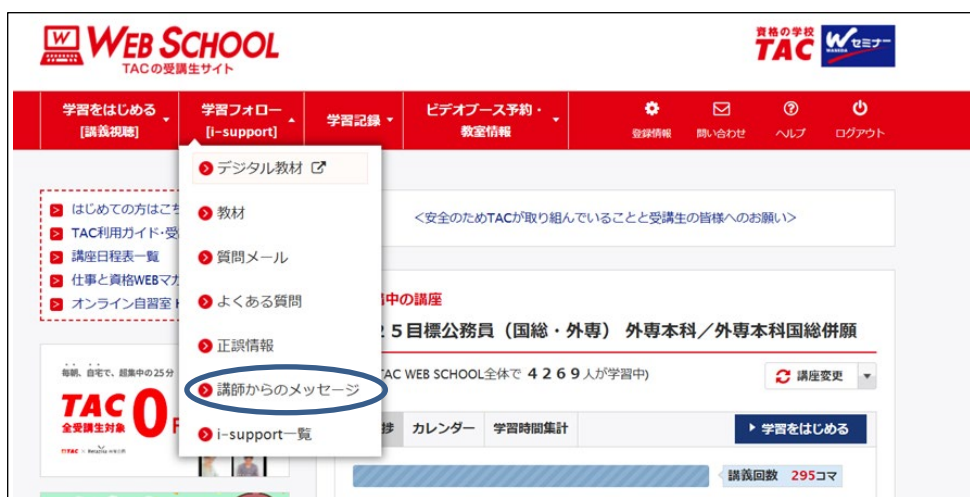 WEB SCHOOL
TACの受講生サイト
資格の学校
TAC
Wセミナー
学習をはじめる
[講義視聴]
学習フォロー
[i-support]
学習記録
ビデオブース予約・
教室情報
登録情報
問い合わせ
ヘルプ
ログアウト
デジタル教材
教材
質問メール
よくある質問
正誤情報
講師からのメッセージ
i-support一覧
はじめての方はこち
TAC利用ガイド・受
講座日程表一覧
仕事と資格WEBマガ
オンライン自習室
<安全のためTACが取り組んでいることと受講生の皆様へのお願い>
中の講座
５目標公務員（国総・外専） 外専本科／外専本科国総併願
TAC WEB SCHOOL全体で ４２６９人が学習中)
講座変更
毎朝、自宅で、超集中の25分
TAC
全受講生対象
0
捗
カレンダー
学習時間集計
学習をはじめる
講義回数 295コマ